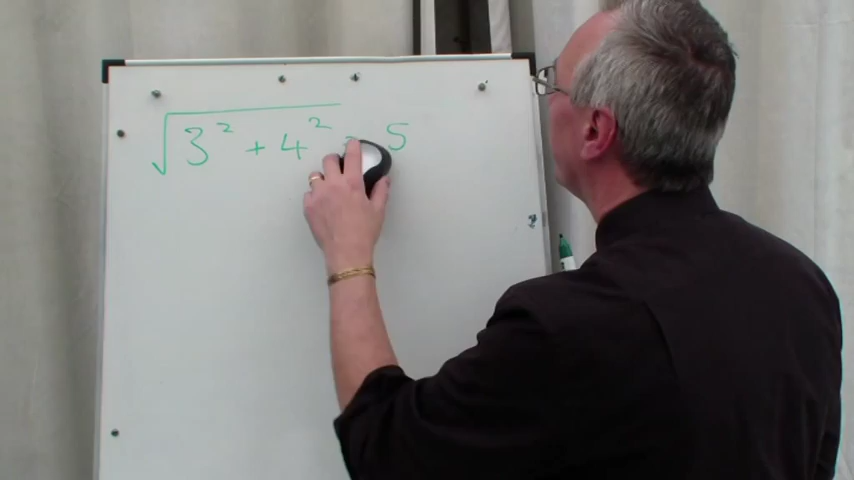 √(3² + 4²) = 5